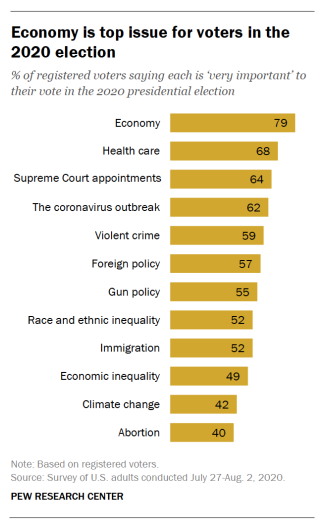 Economy is top issue for voters in the
2020 election
% of registered voters saying each is ‘very important’ to
their vote in the 2020 presidential election
Economy 79
Health care 68
Supreme Court appointments 64
The coronavirus outbreak 62
Violent crime 59
Foreign policy 57
Gun policy 55
Race and ethnic inequality 52
Immigration 52
Economic inequality 49
Climate change 42
Abortion 40
Note: Based on registered voters.
Source: Survey of U.S. adults conducted July 27-Aug. 2, 2020.
PEW RESEARCH CENTER